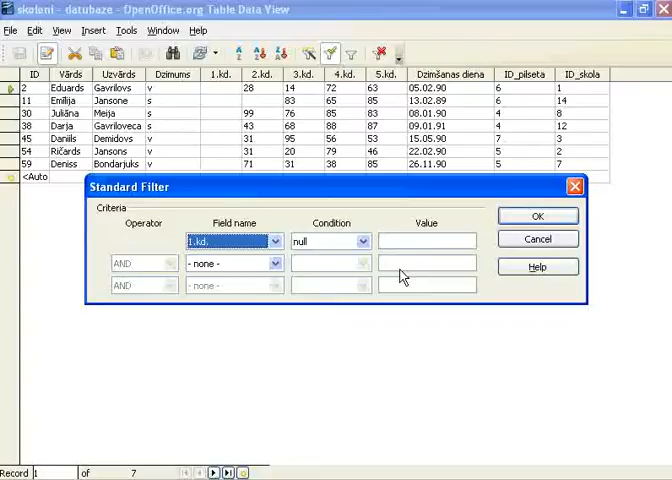 skoleni - datubaze - OpenOffice.org Table Data View
File Edit View Insert Tools Window Help
ID Vārds Uzvārds Dzimums 1.kd. 2.kd. 3.kd. 4.kd. 5.kd. Dzimšanas diena ID_pilseta ID_skola
2 Eduards Gavrilovs v 28 14 72 63 05.02.90 6 1
11 Emīlija Jansone s 83 65 85 13.02.89 6 14
30 Juliāna Meija s 99 76 85 83 08.01.90 4 8
38 Darja Gavriloveca s 43 68 88 87 09.01.91 4 12
45 Daniils Demidovs v 31 95 56 53 15.05.90 7 3
54 Ričards Jansons v 31 20 79 46 22.02.90 5 2
59 Deniss Bondarjuks v 71 31 38 85 26.11.90 5 7
<Auto
Standard Filter
Criteria
Operator Field name Condition Value
1.kd. null
AND - none -
AND - none -
OK
Cancel
Help
Record 1 of 7